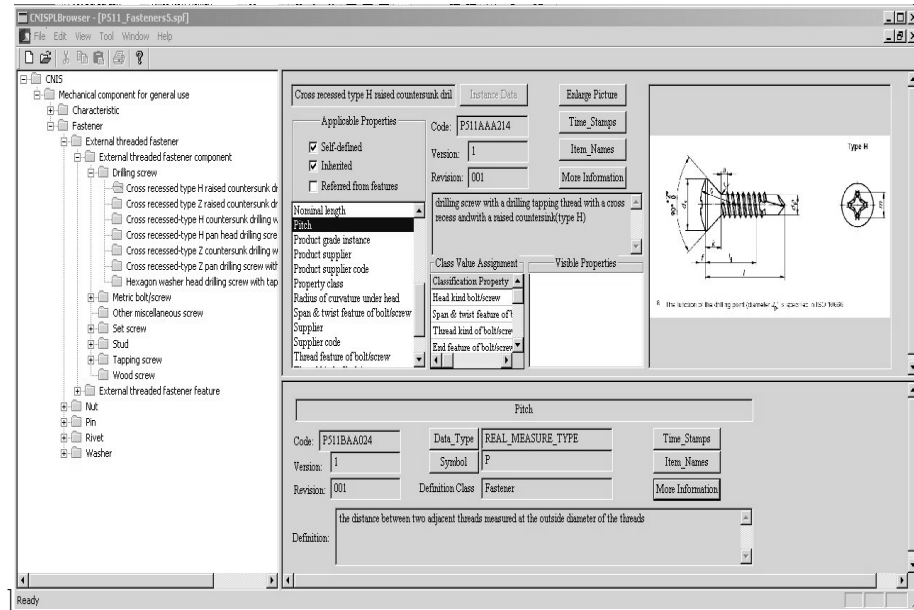 CNISPLBrowser - [P511_Fasteners5.spf]
File Edit View Tool Window Help
CNIS
Mechanical component for general use
Characteristic
Fastener
External threaded fastener
External threaded fastener component
Drilling screw
Cross recessed type H raised countersunk dr
Cross recessed type Z raised countersunk dr
Cross recessed-type H countersunk drilling w
Cross recessed-type H pan head drilling scre
Cross recessed-type Z countersunk drilling w
Cross recessed-type Z pan drilling screw with
Hexagon washer head drilling screw with tap
Metric bolt/screw
Other miscellaneous screw
Set screw
Stud
Tapping screw
Wood screw
External threaded fastener feature
Nut
Pin
Rivet
Washer
Cross recessed type H raised countersunk dril
Instance Data
Enlarge Picture
Applicable Properties
Self-defined
Inherited
Referred from features
Code: P511AAA214
Version: 1
Revision: 001
Time_Stamps
Item_Names
More Information
Nominal length
Pitch
Product grade instance
Product supplier
Product supplier code
Property class
Radius of curvature under head
Span & twist feature of bolt/screw
Supplier
Supplier code
Thread feature of bolt/screw
drilling screw with a drilling tapping thread with a cross
recess andwith a raised countersink(type H)
Class Value Assignment
Classification Property
Head kind bolt/screw
Span & twist feature of b
Thread kind of bolt/screw
End feature of bolt/screw
Visible Properties
Type H
Pitch
Code: P511BAA024
Version: 1
Revision: 001
Data_Type REAL_MEASURE_TYPE
Symbol P
Definition Class Fastener
Time_Stamps
Item_Names
More Information
Definition:
the distance between two adjacent threads measured at the outside diameter of the threads
Ready